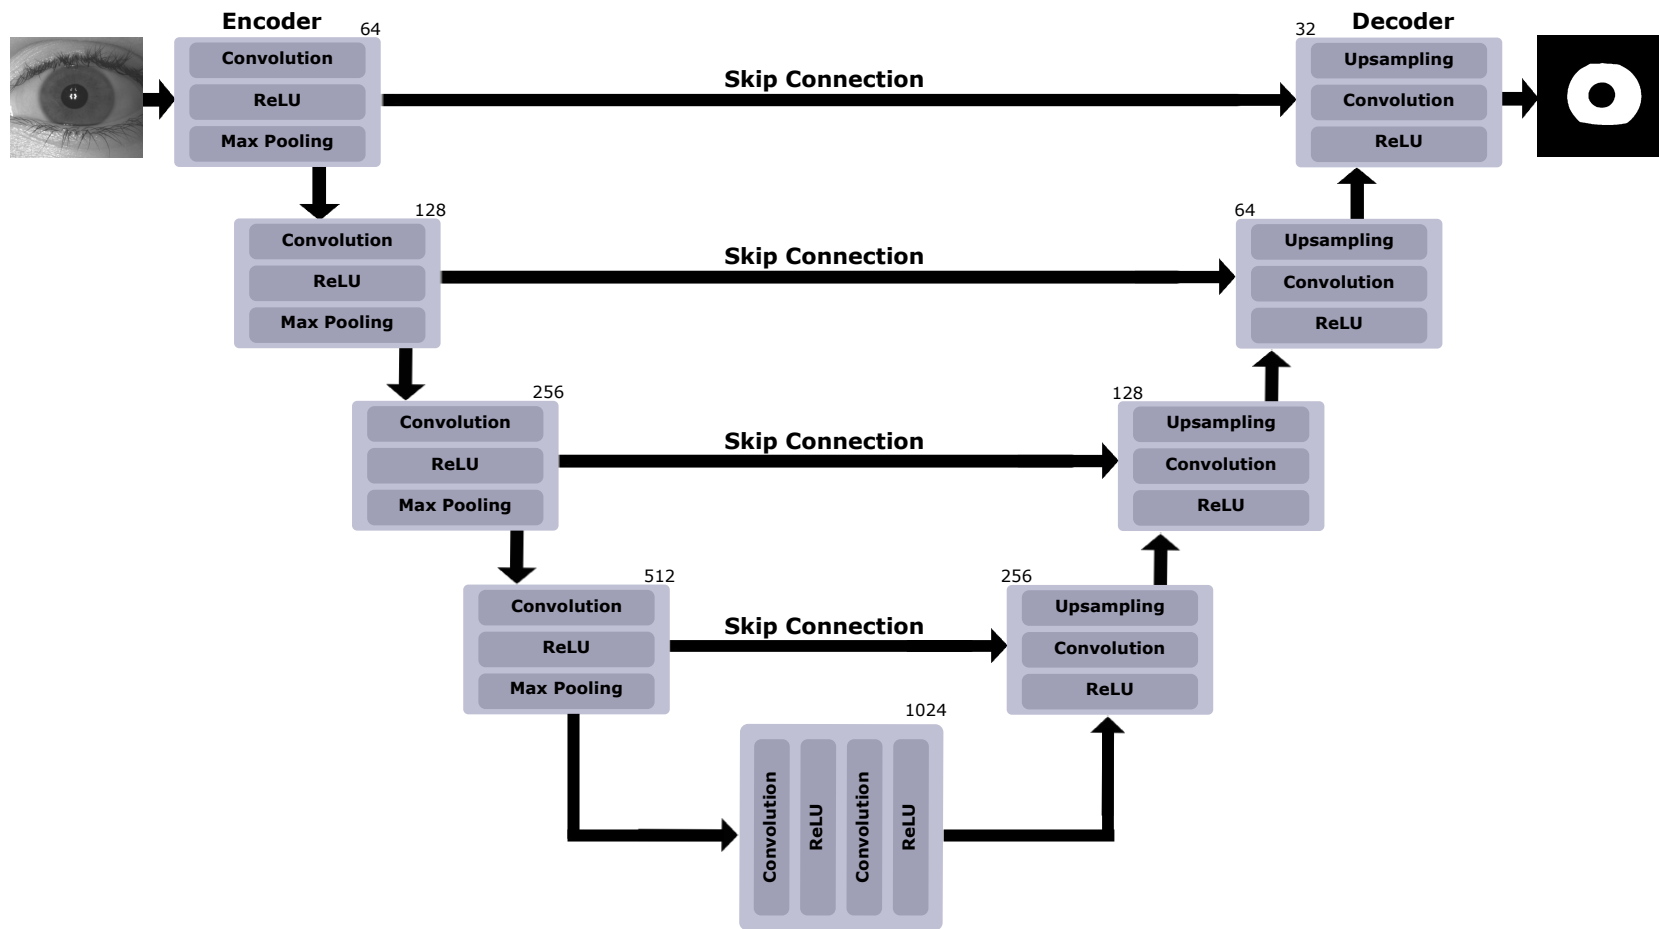 Encoder
Decoder
64
32
Convolution
ReLU
Max Pooling
Skip Connection
Upsampling
Convolution
ReLU
128
64
Convolution
ReLU
Max Pooling
Skip Connection
Upsampling
Convolution
ReLU
256
128
Convolution
ReLU
Max Pooling
Skip Connection
Upsampling
Convolution
ReLU
512
256
Convolution
ReLU
Max Pooling
Skip Connection
Upsampling
Convolution
ReLU
1024
Convolution
ReLU
Convolution
ReLU